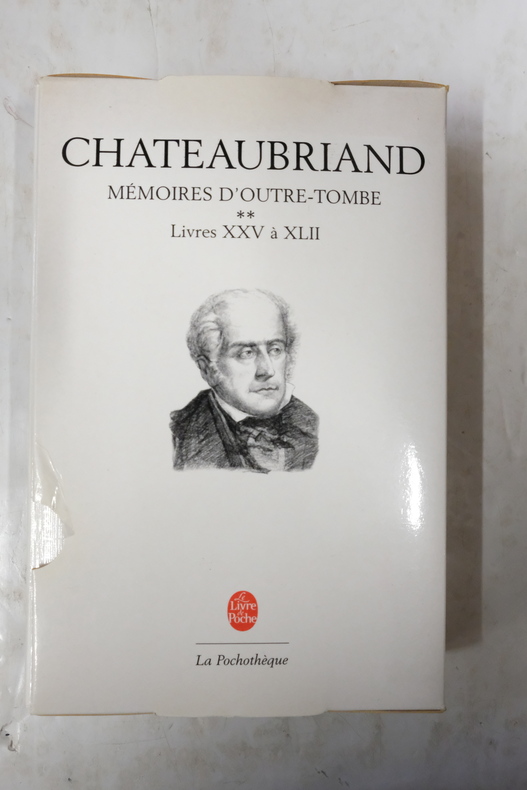 CHATEAUBRIAND
MÉMOIRES D'OUTRE-TOMBE
**
Livres XXV à XLII
Le
Livre
de
Poche
La Pochothèque